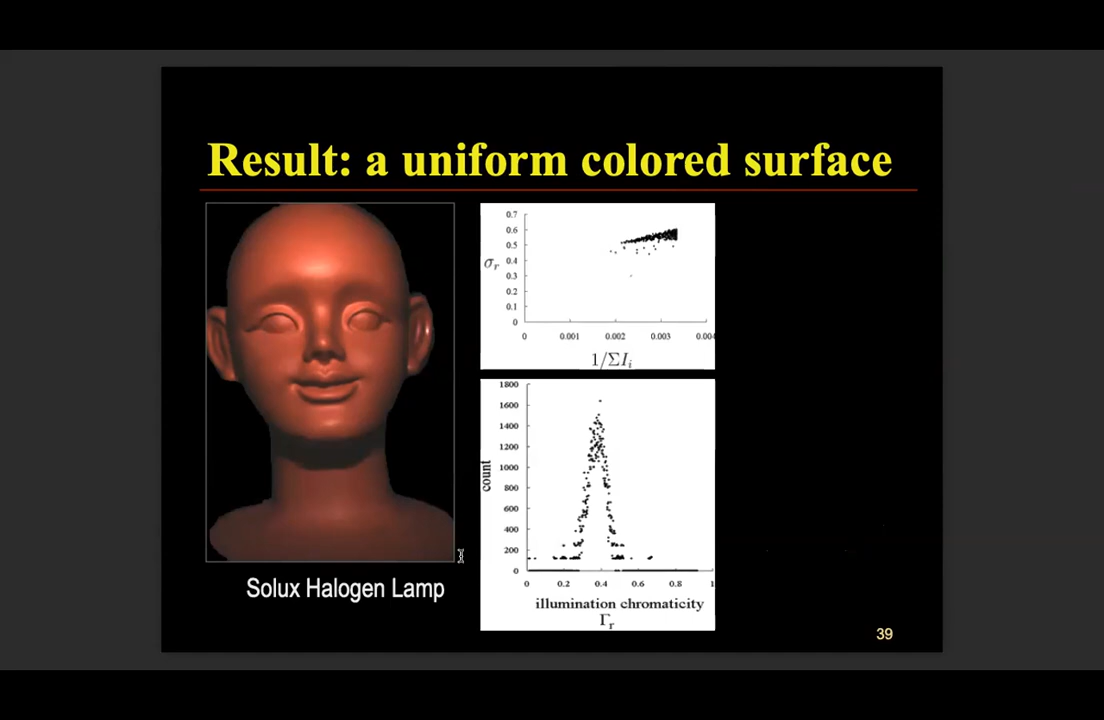 Result: a uniform colored surface
0.7
0.6
0.5
0.4
0.3
0.2
0.1
0
σr
0 0.001 0.002 0.003 0.004
1/ΣIi
1800
1600
1400
1200
1000
800
600
400
200
0
count
0 0.2 0.4 0.6 0.8 1
illumination chromaticity
Γr
Solux Halogen Lamp
39